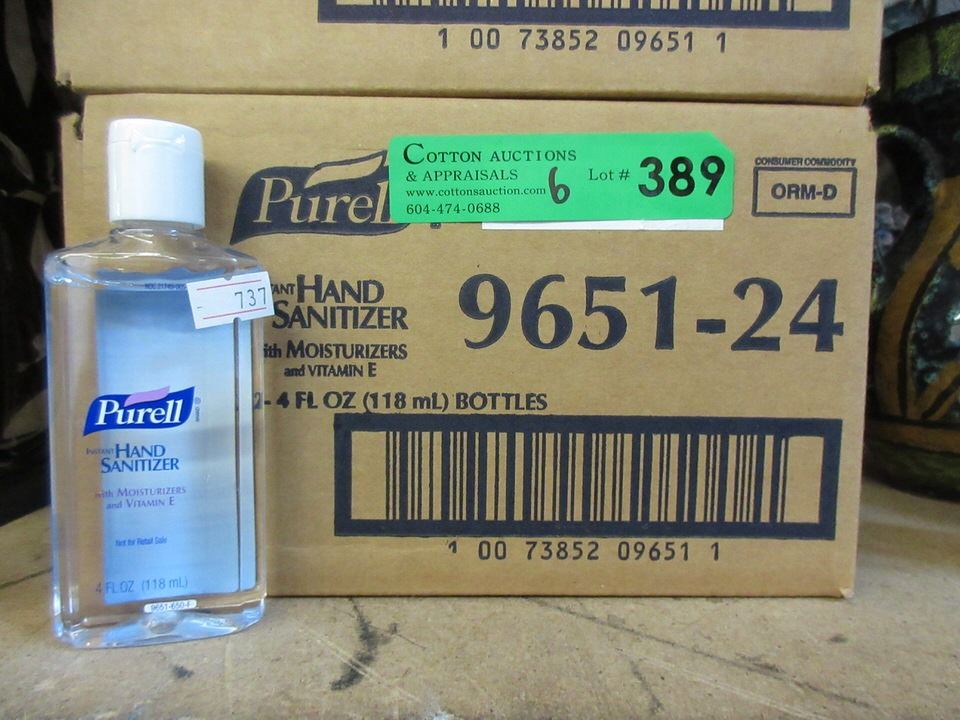 1 00 73852 09651 1
COTTON AUCTIONS
& APPRAISALS
www.cottonsauction.com
604-474-0688
6
Lot # 389
CONSUMER COMMODITY
ORM-D
Purell
HAND
SANITIZER
with MOISTURIZERS
and VITAMIN E
9651-24
- 4 FL OZ (118 mL) BOTTLES
1 00 73852 09651 1
737
Purell
INSTANT HAND
SANITIZER
with MOISTURIZERS
and VITAMIN E
Not for Retail Sale
4 FL OZ (118 mL)
9651-650-F